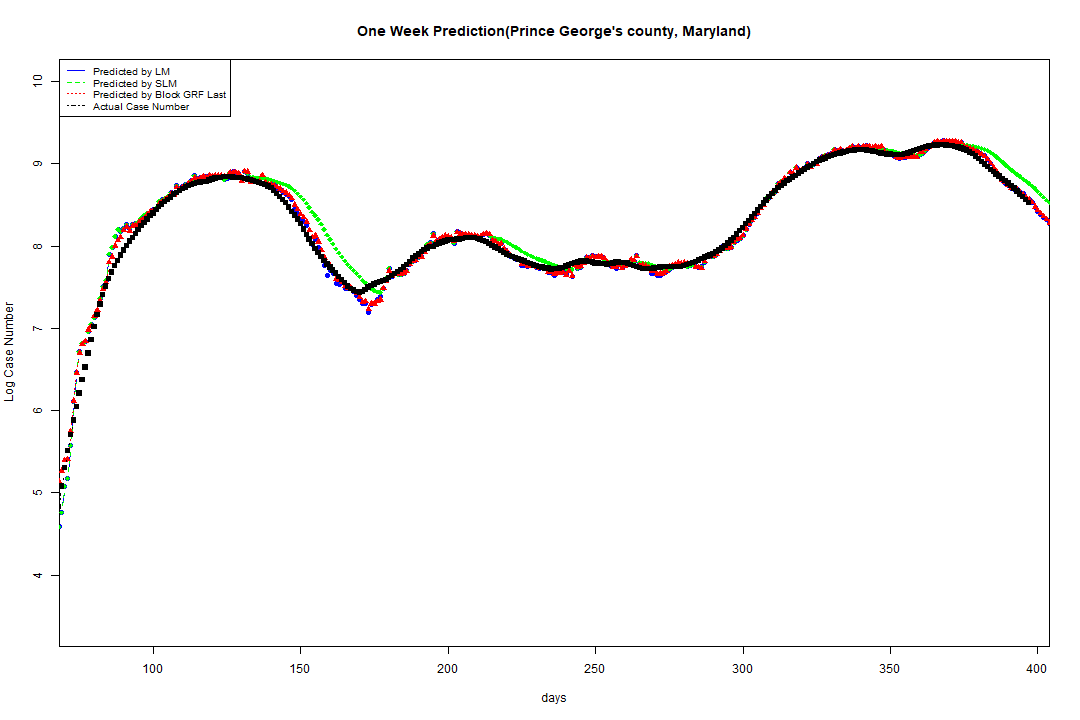 One Week Prediction(Prince George's county, Maryland)
Predicted by LM
Predicted by SLM
Predicted by Block GRF Last
Actual Case Number
Log Case Number
10
9
8
7
6
5
4
100 150 200 250 300 350 400
days